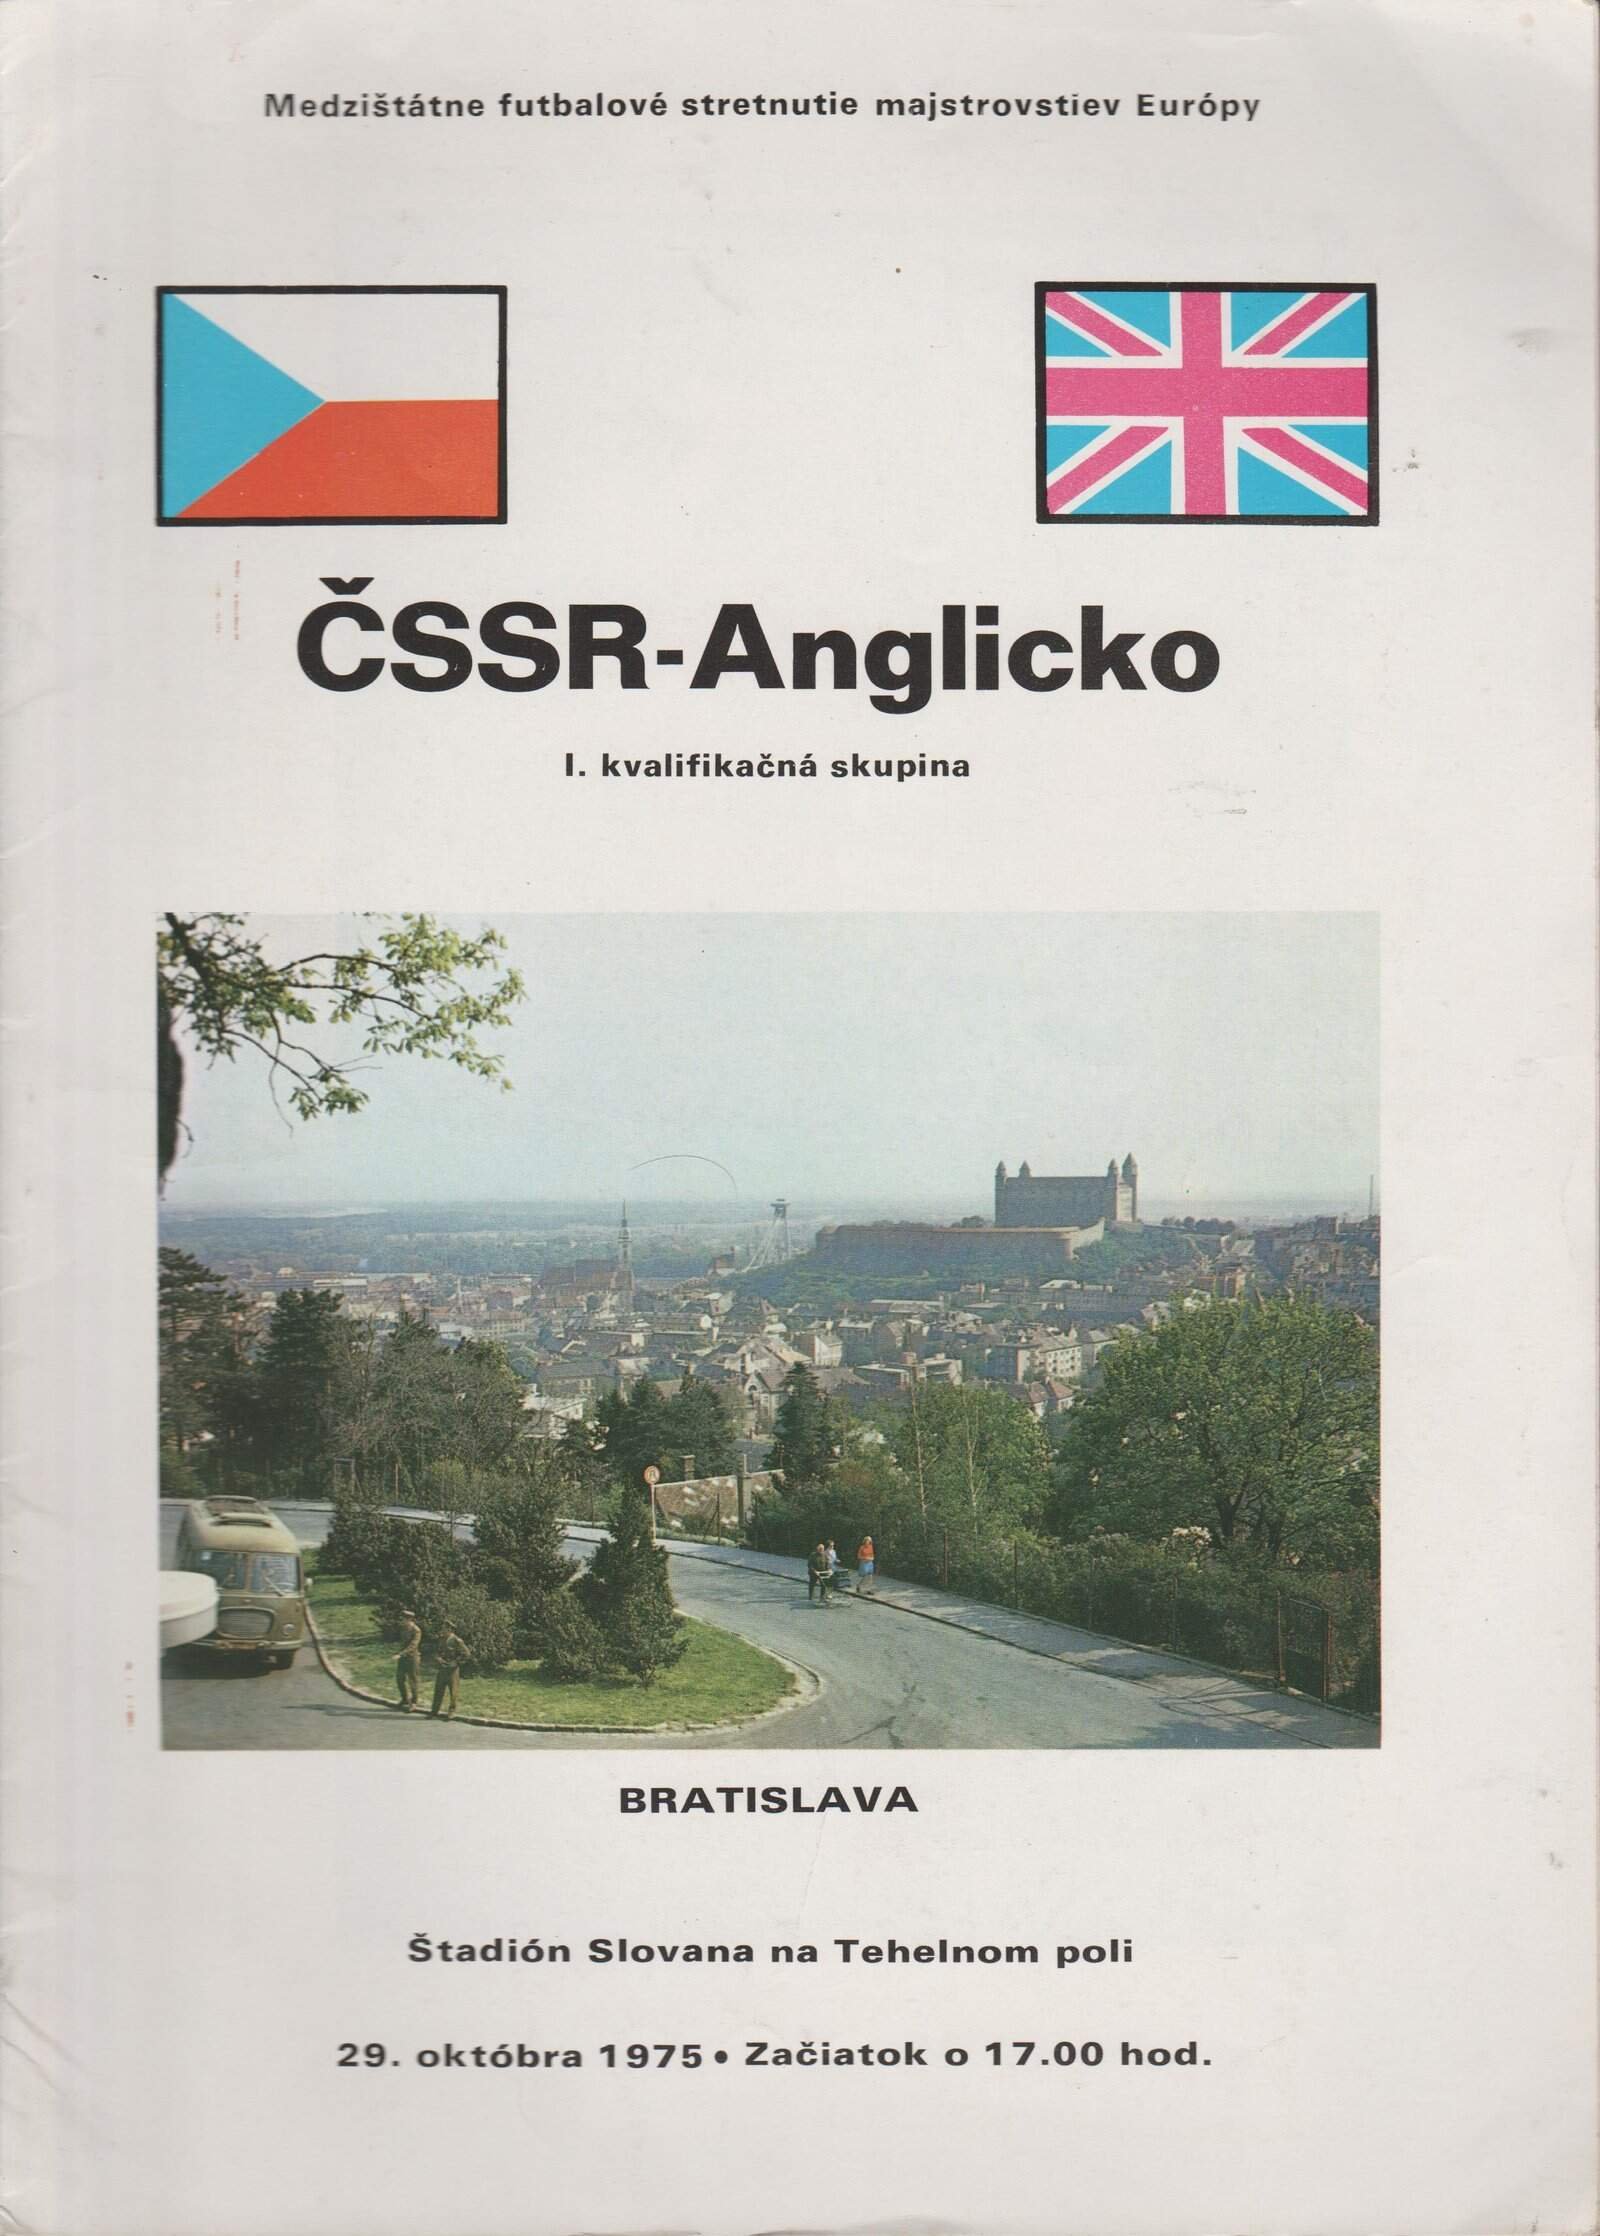 Medzištátne futbalové stretnutie majstrovstiev Európy
ČSSR-Anglicko
I. kvalifikačná skupina
BRATISLAVA
Štadión Slovana na Tehelnom poli
29. októbra 1975 • Začiatok o 17.00 hod.